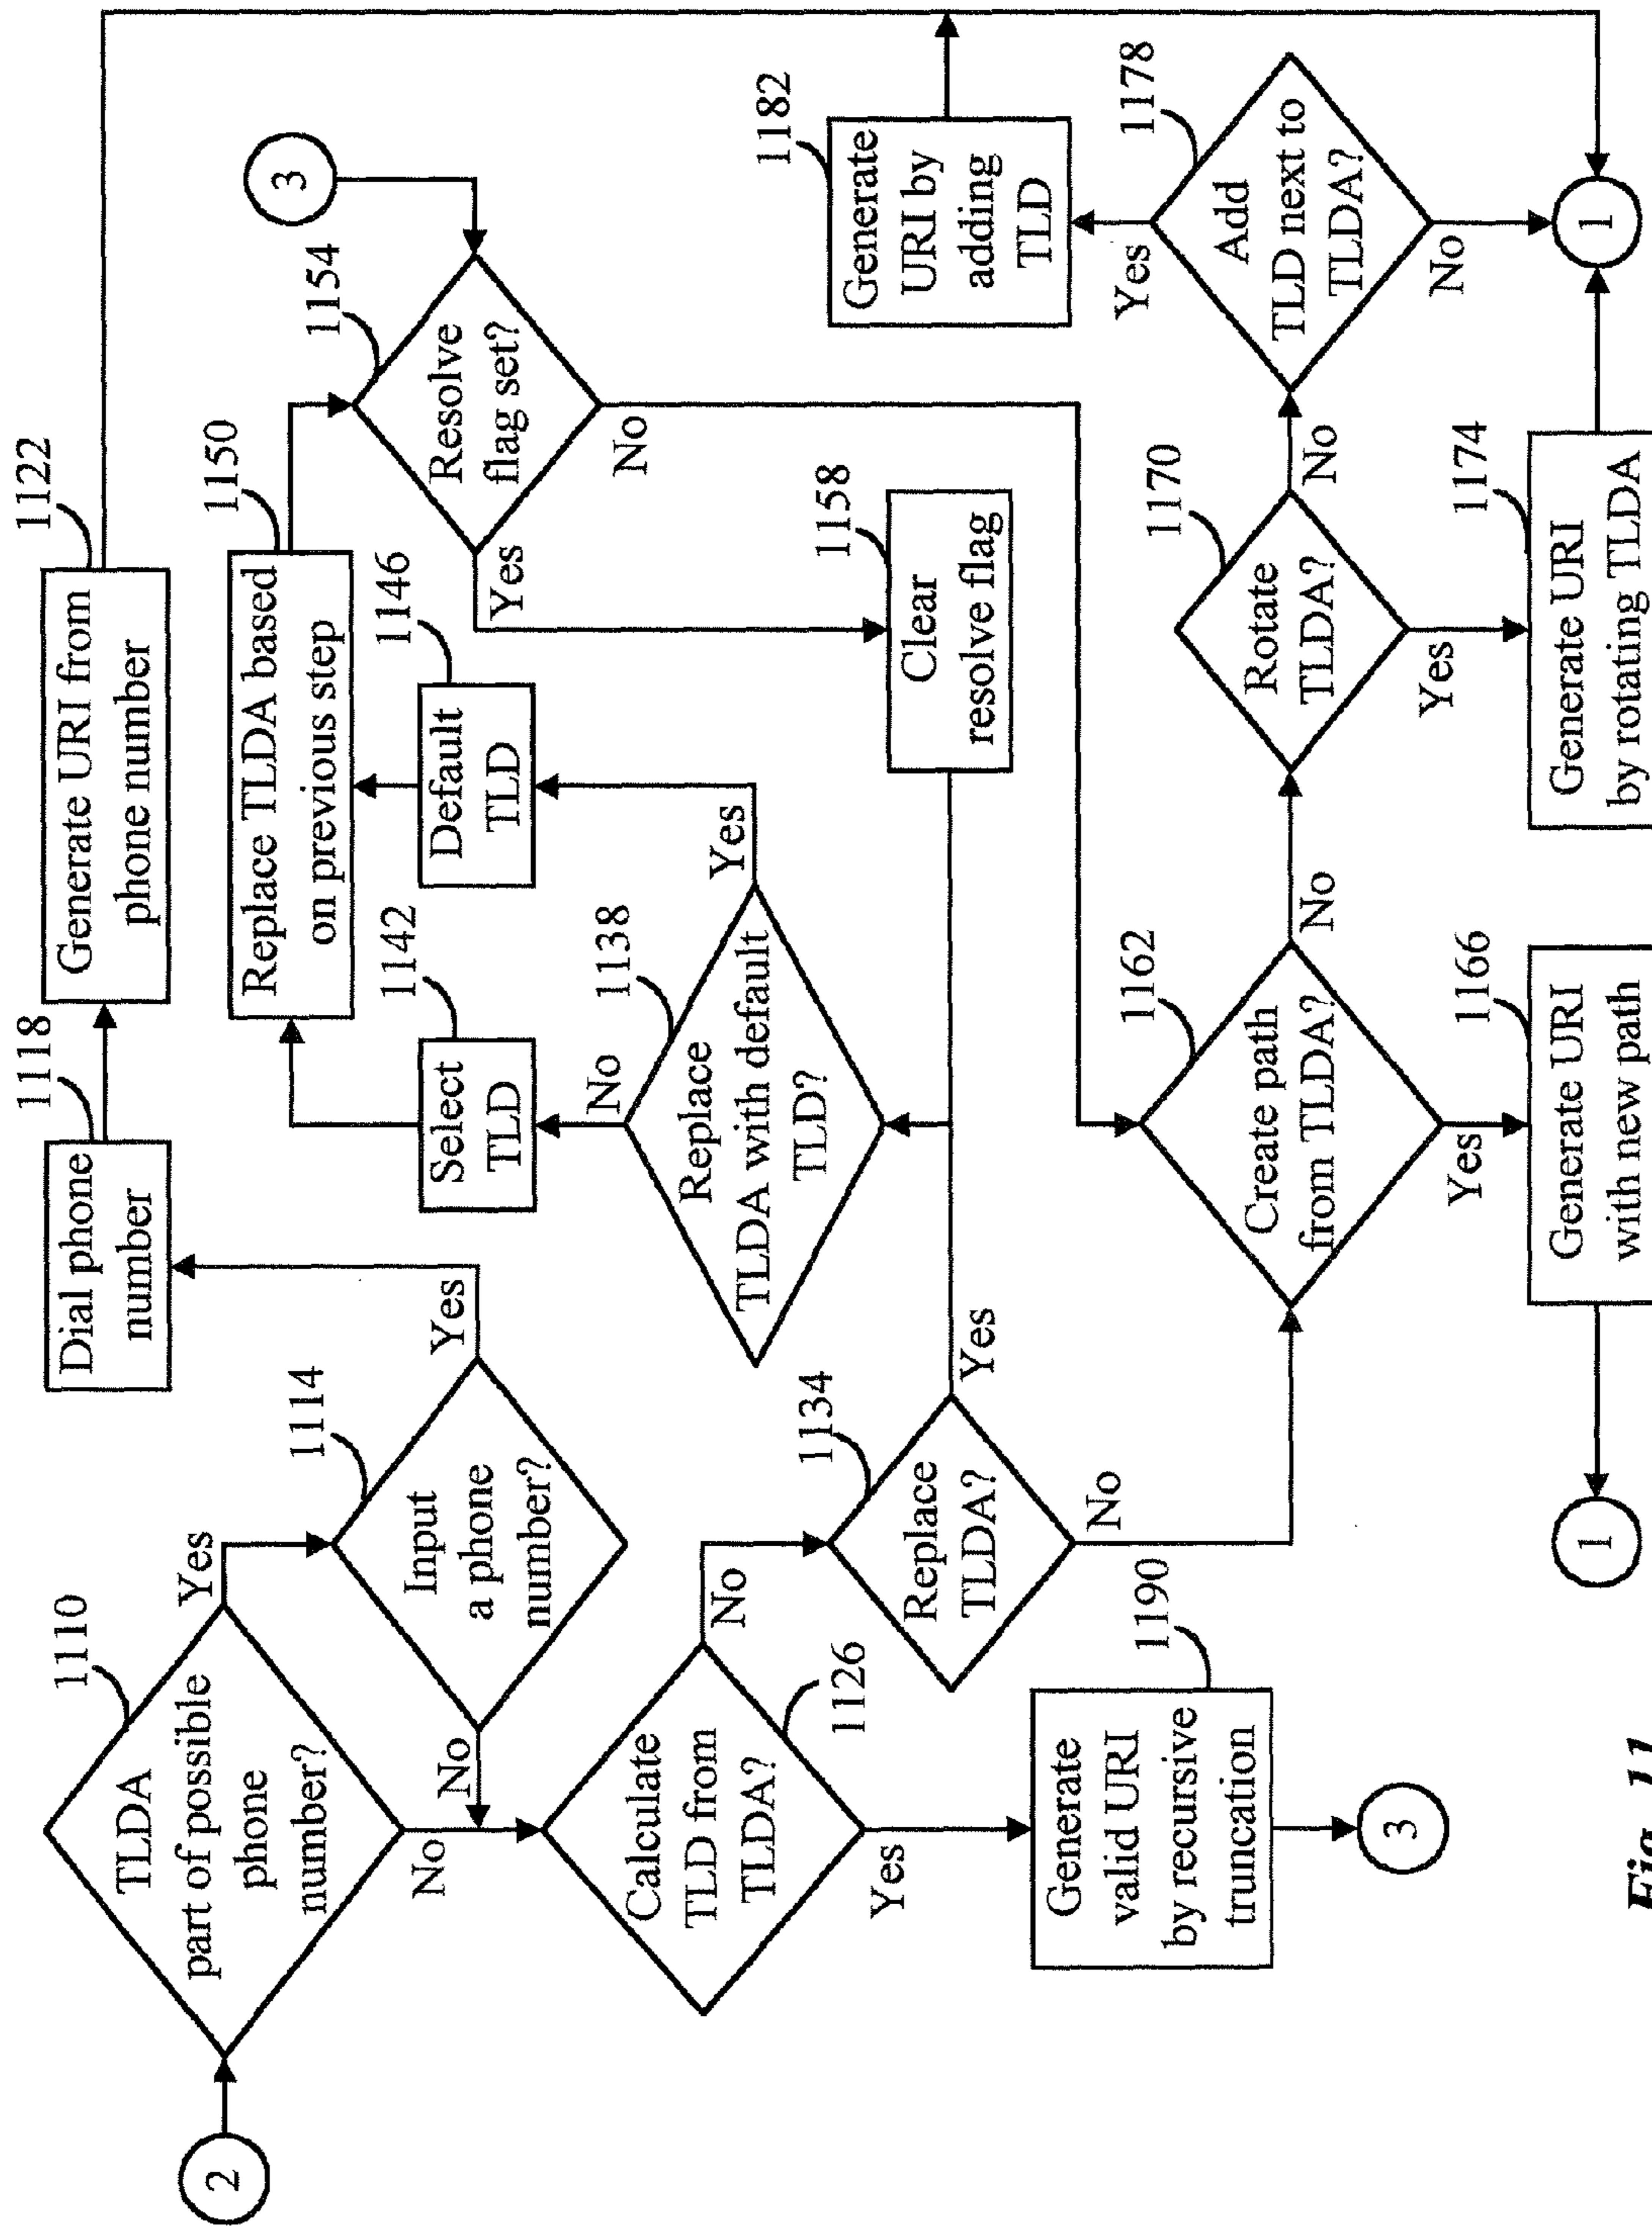 1110
TLDA
part of possible
phone
number?
Yes
No
2
1114
Input
a phone
number?
Yes
No
1118
Dial phone
number
1122
Generate URI from
phone number
1126
Calculate
TLD from
TLDA?
No
Yes
1190
Generate
valid URI
by recursive
truncation
3
1134
Replace
TLDA?
Yes
No
1138
Replace
TLDA with default
TLD?
No
Yes
1142
Select
TLD
1146
Default
TLD
1150
Replace TLDA based
on previous step
1154
Resolve
flag set?
Yes
No
3
1158
Clear
resolve flag
1162
Create path
from TLDA?
No
Yes
1166
Generate URI
with new path
1
1170
Rotate
TLDA?
No
Yes
1174
Generate URI
by rotating TLDA
1178
Add
TLD next to
TLDA?
Yes
No
1182
Generate
URI by
adding
TLD
1
Fig. 11